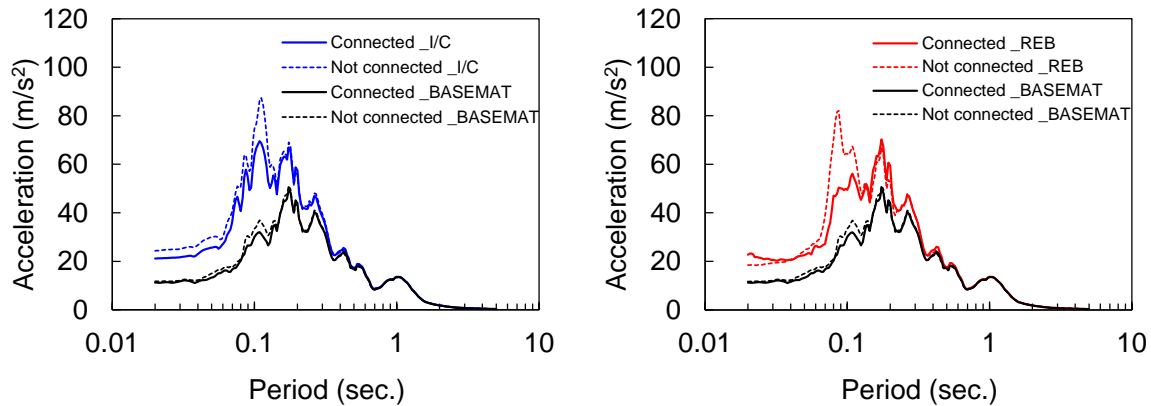 120
100
80
60
40
20
0
Acceleration (m/s²)
Connected _I/C
Not connected _I/C
Connected _BASEMAT
Not connected _BASEMAT
0.01
0.1
1
10
Period (sec.)
120
100
80
60
40
20
0
Acceleration (m/s²)
Connected _REB
Not connected _REB
Connected _BASEMAT
Not connected _BASEMAT
0.01
0.1
1
10
Period (sec.)